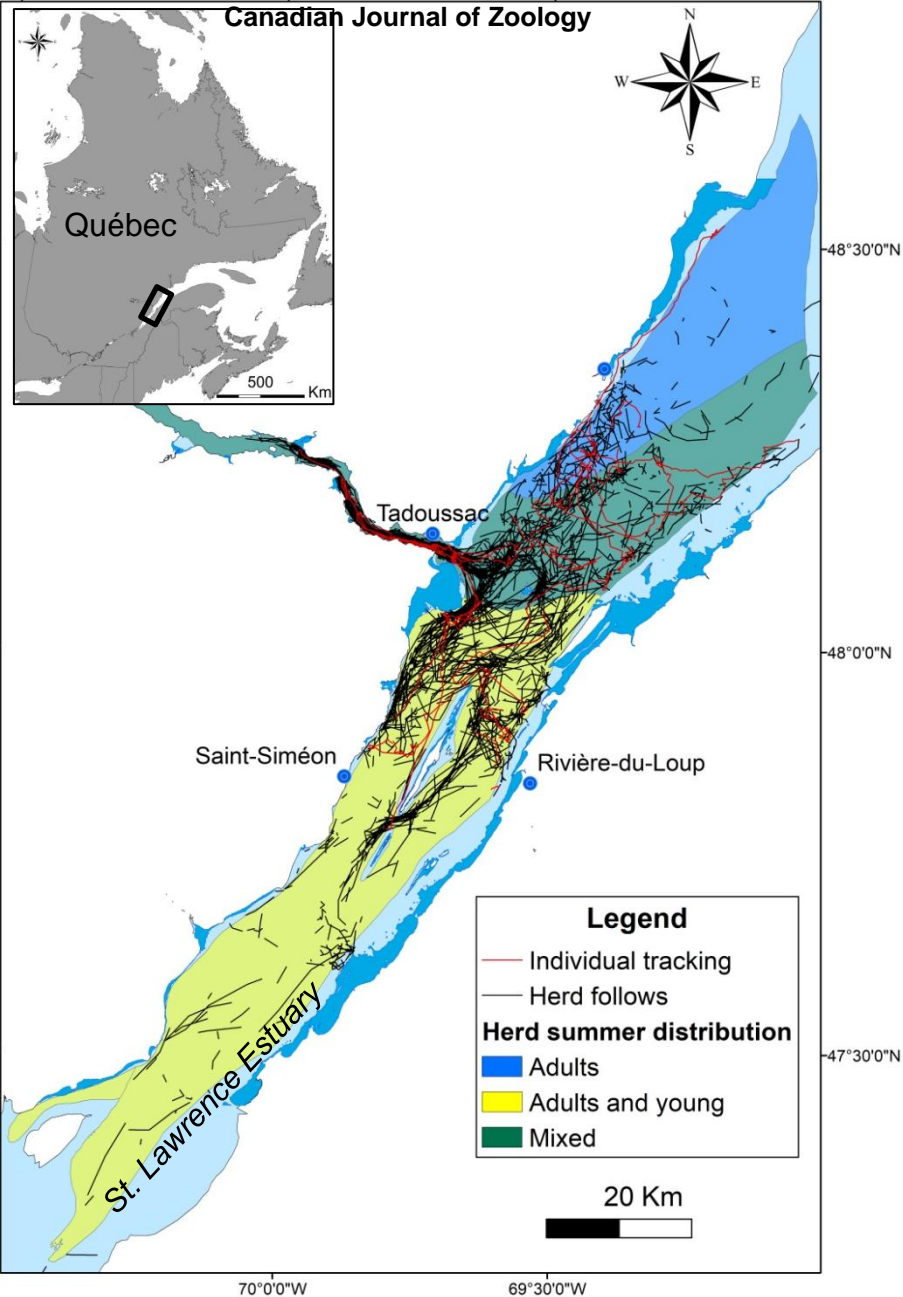 Canadian Journal of Zoology
N
W
E
S
Québec
500
Km
48°30'0"N
Tadoussac
48°0'0"N
Saint-Siméon
Rivière-du-Loup
Legend
Individual tracking
Herd follows
Herd summer distribution
Adults
Adults and young
Mixed
47°30'0"N
St. Lawrence Estuary
20 Km
70°0'0"W
69°30'0"W